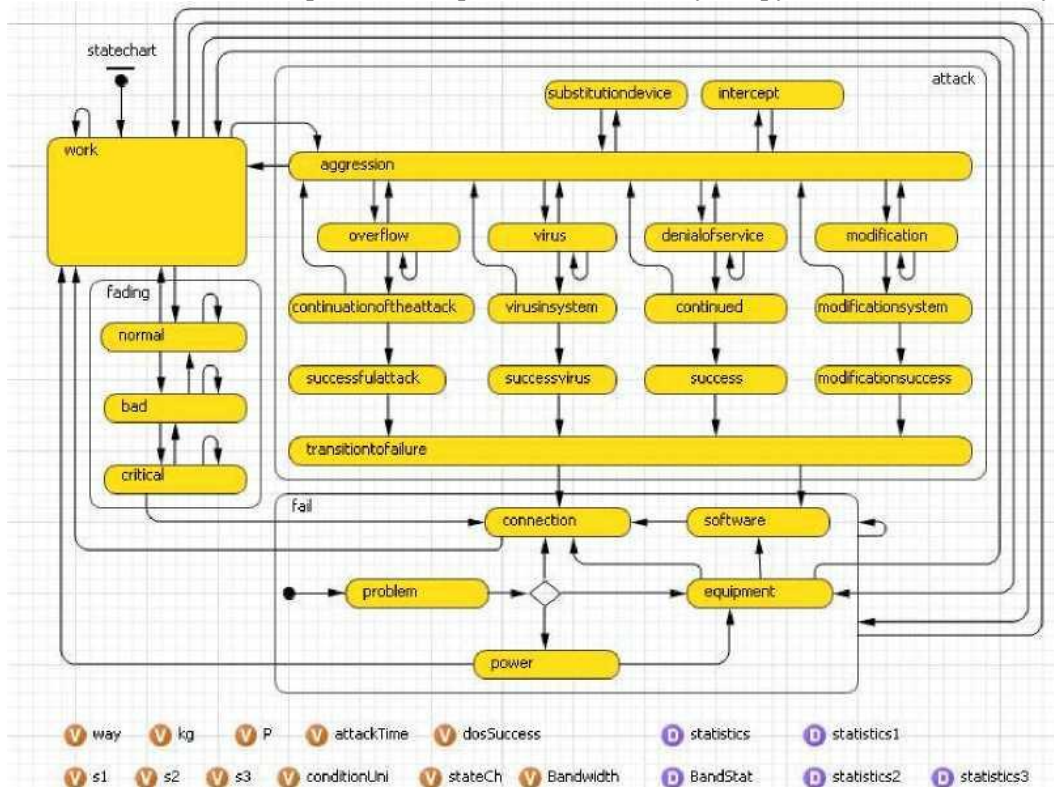 statechart
attack
substitutiondevice
intercept
work
aggression
overflow
virus
denialofservice
modification
fading
continuationoftheattack
virusinsystem
continued
modificationsystem
normal
successfulattack
successvirus
success
modificationsuccess
bad
transitiontofailure
critical
fail
connection
software
problem
equipment
power
V way
V kg
V P
V attackTime
V dosSuccess
D statistics
D statistics1
V s1
V s2
V s3
V conditionUni
V stateCh
V Bandwidth
D BandStat
D statistics2
D statistics3